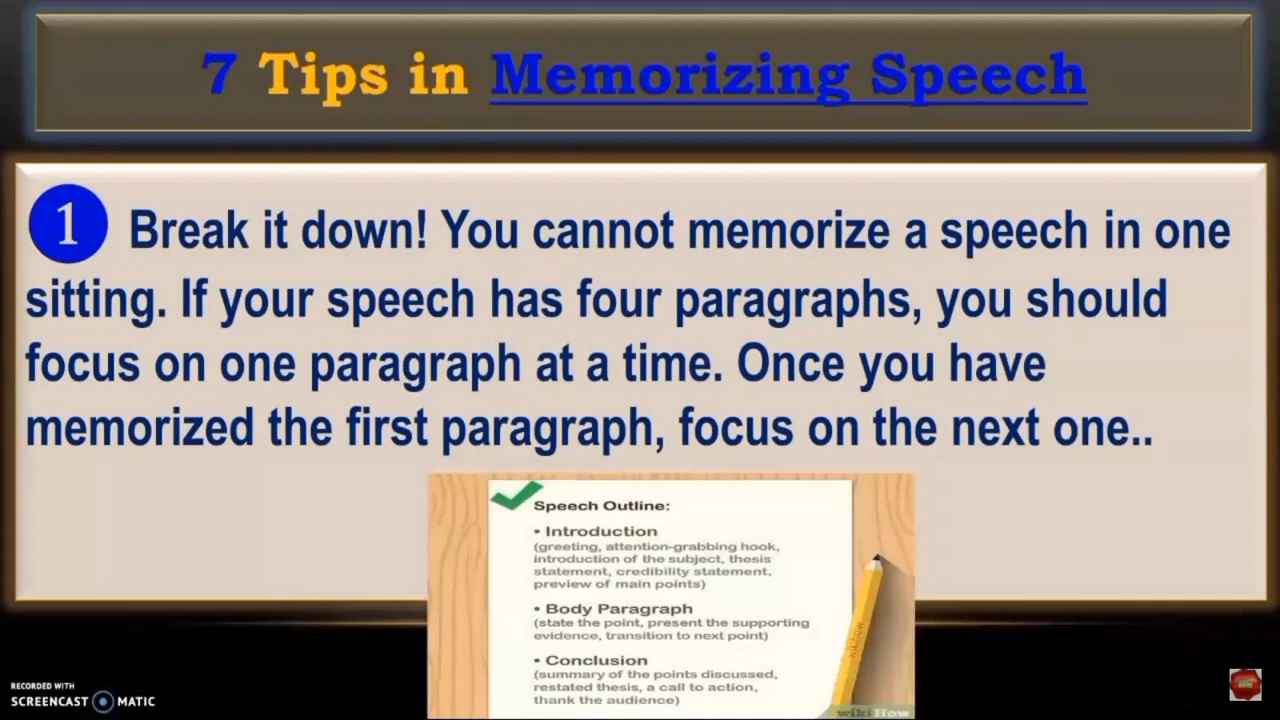 7 Tips in Memorizing Speech
1 Break it down! You cannot memorize a speech in one
sitting. If your speech has four paragraphs, you should
focus on one paragraph at a time. Once you have
memorized the first paragraph, focus on the next one..
Speech Outline:
• Introduction
(greeting, attention-grabbing hook,
introduction of the subject, thesis
statement, credibility statement,
preview of main points)
• Body Paragraph
(state the point, present the supporting
evidence, transition to next point)
• Conclusion
(summary of the points discussed,
restated thesis, a call to action,
thank the audience)
wikiHow
RECORDED WITH
SCREENCAST MATIC